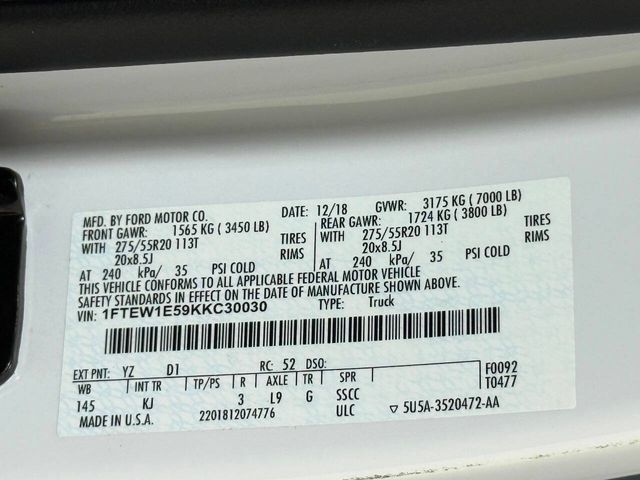 MFD. BY FORD MOTOR CO. DATE: 12/18 GVWR: 3175 KG (7000 LB)
FRONT GAWR: 1565 KG (3450 LB) REAR GAWR: 1724 KG (3800 LB)
WITH 275/55R20 113T TIRES WITH 275/55R20 113T TIRES
20x8.5J RIMS 20x8.5J RIMS
AT 240 kPa/ 35 PSI COLD AT 240 kPa/ 35 PSI COLD
THIS VEHICLE CONFORMS TO ALL APPLICABLE FEDERAL MOTOR VEHICLE
SAFETY STANDARDS IN EFFECT ON THE DATE OF MANUFACTURE SHOWN ABOVE.
VIN: 1FTEW1E59KKC30030 TYPE: Truck
EXT PNT: YZ D1 RC: 52 DSO: F0092
WB INT TR TP/PS R AXLE TR SPR T0477
145 KJ 3 L9 G SSCC
MADE IN U.S.A. 2201812074776 ULC ▽ 5U5A-3520472-AA